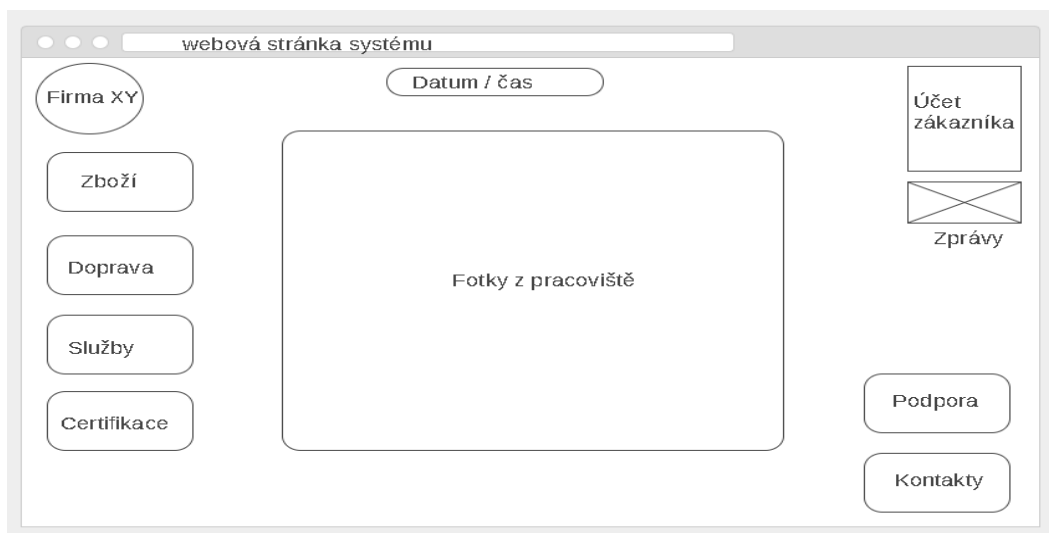 webová stránka systému
Firma XY
Datum / čas
Účet
zákazníka
Zboží
Zprávy
Doprava
Fotky z pracoviště
Služby
Podpora
Certifikace
Kontakty